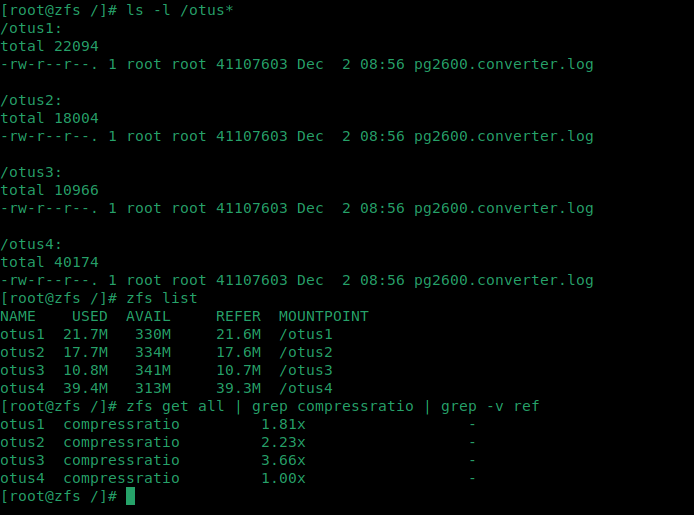 [root@zfs /]# ls -l /otus*
/otus1:
total 22094
-rw-r--r--. 1 root root 41107603 Dec  2 08:56 pg2600.converter.log

/otus2:
total 18004
-rw-r--r--. 1 root root 41107603 Dec  2 08:56 pg2600.converter.log

/otus3:
total 10966
-rw-r--r--. 1 root root 41107603 Dec  2 08:56 pg2600.converter.log

/otus4:
total 40174
-rw-r--r--. 1 root root 41107603 Dec  2 08:56 pg2600.converter.log
[root@zfs /]# zfs list
NAME    USED  AVAIL     REFER  MOUNTPOINT
otus1  21.7M   330M     21.6M  /otus1
otus2  17.7M   334M     17.6M  /otus2
otus3  10.8M   341M     10.7M  /otus3
otus4  39.4M   313M     39.3M  /otus4
[root@zfs /]# zfs get all | grep compressratio | grep -v ref
otus1  compressratio         1.81x                  -
otus2  compressratio         2.23x                  -
otus3  compressratio         3.66x                  -
otus4  compressratio         1.00x                  -
[root@zfs /]#